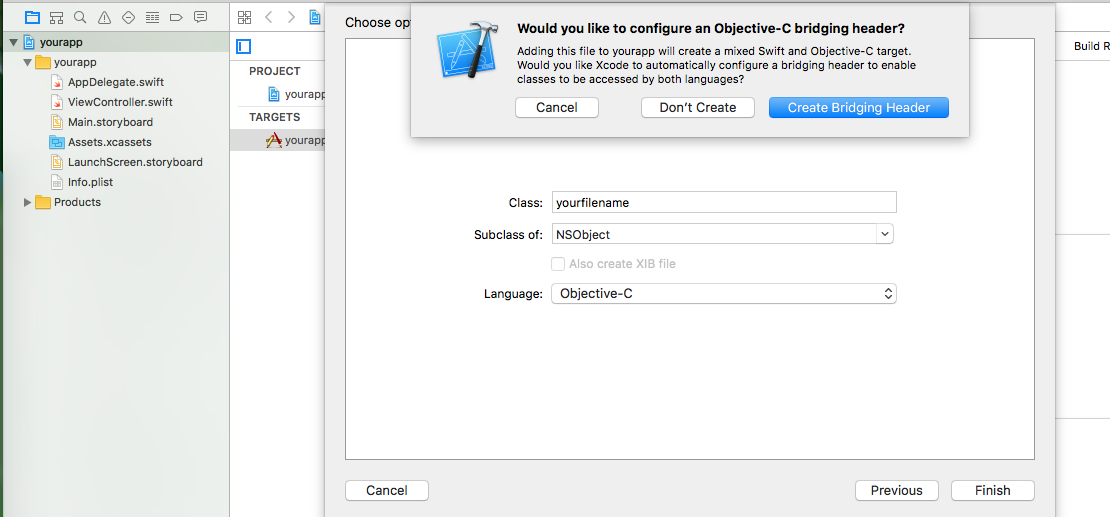 Choose op
Would you like to configure an Objective-C bridging header?
Adding this file to yourapp will create a mixed Swift and Objective-C target.
Would you like Xcode to automatically configure a bridging header to enable
classes to be accessed by both languages?
Cancel
Don't Create
Create Bridging Header
yourapp
yourapp
AppDelegate.swift
ViewController.swift
Main.storyboard
Assets.xcassets
LaunchScreen.storyboard
Info.plist
Products
PROJECT
yourapp
TARGETS
yourapp
Build R
Class:
yourfilename
Subclass of:
NSObject
Also create XIB file
Language:
Objective-C
Cancel
Previous
Finish